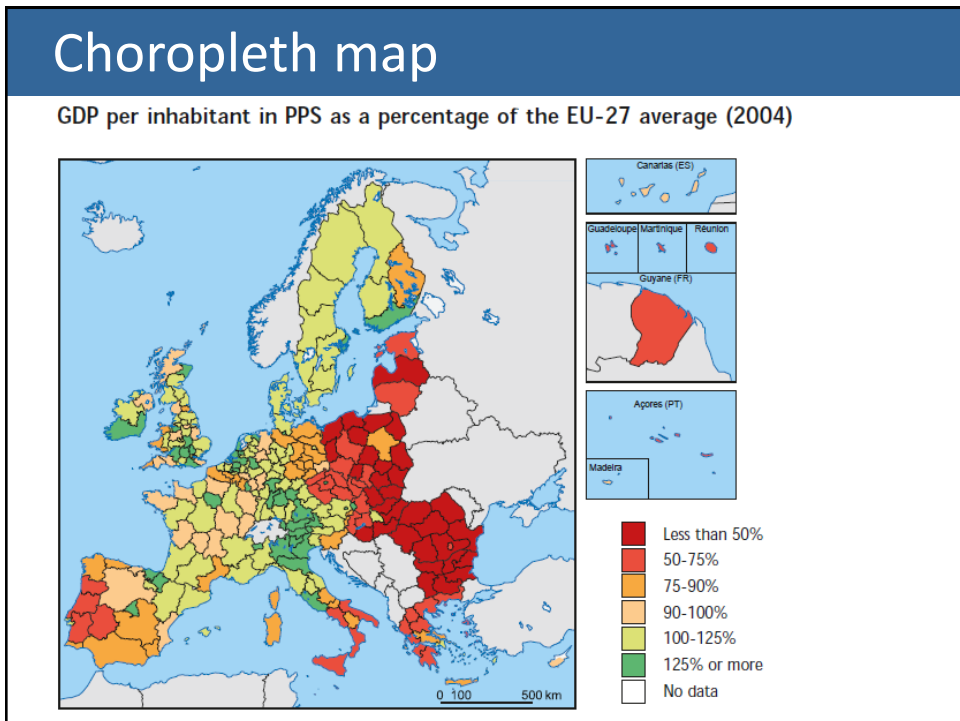 Choropleth map
GDP per inhabitant in PPS as a percentage of the EU-27 average (2004)
Canarias (ES)
Guadeloupe Martinique Réunion
Guyane (FR)
Açores (PT)
Madeira
Less than 50%
50-75%
75-90%
90-100%
100-125%
125% or more
No data
0 100 500 km